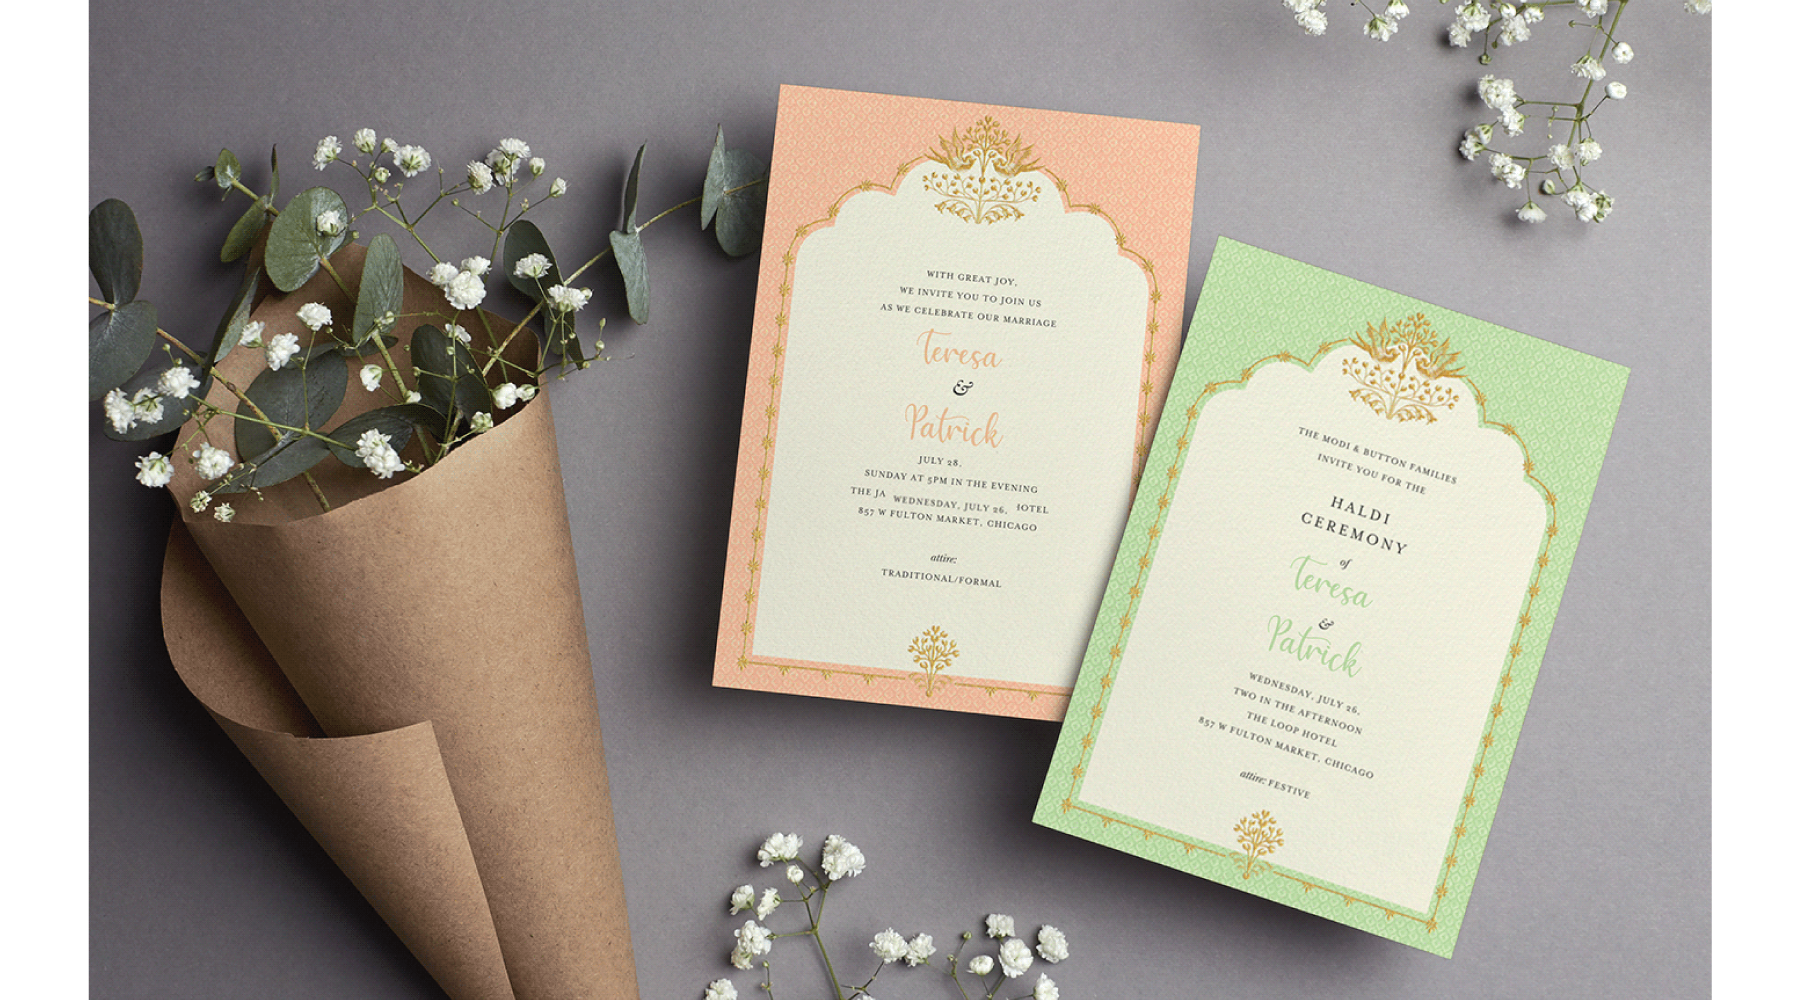 WITH GREAT JOY,
WE INVITE YOU TO JOIN US
AS WE CELEBRATE OUR MARRIAGE
Teresa
&
Patrick
JULY 28,
SUNDAY AT 5PM IN THE EVENING
THE JA WEDNESDAY, JULY 26, IOTEL
857 W FULTON MARKET, CHICAGO
attire:
TRADITIONAL/FORMAL
THE MODI & BUTTON FAMILIES
INVITE YOU FOR THE
HALDI
CEREMONY
of
Teresa
&
Patrick
WEDNESDAY, JULY 26,
TWO IN THE AFTERNOON
THE LOOP HOTEL
857 W FULTON MARKET, CHICAGO
attire: FESTIVE